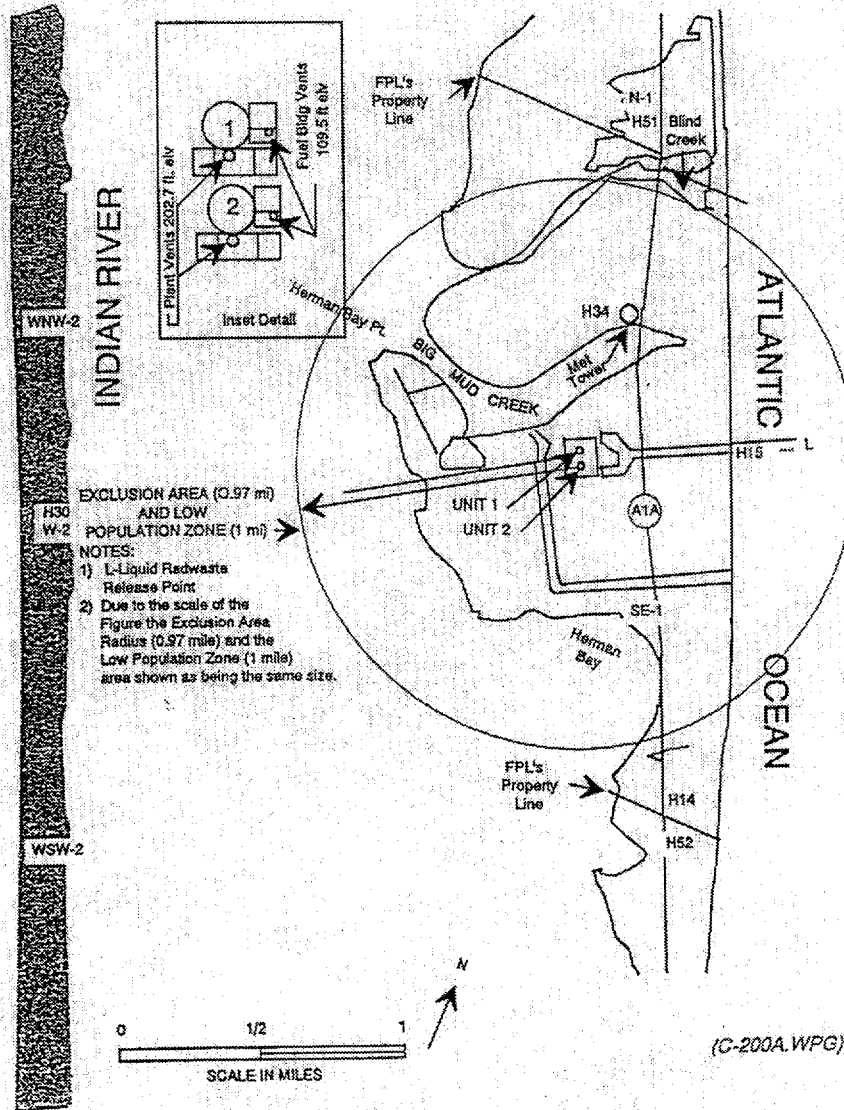 FPL's
Property
Line
N-1
H51
Blind
Creek
1
2
Plant Vents 202.7 ft. elv
Fuel Bldg Vents
109.5 ft elv
Inset Detail
INDIAN RIVER
WNW-2
Herman/Bay Pt.
BIG MUD CREEK
H34
Met
Tower
ATLANTIC
OCEAN
H15
L
UNIT 1
UNIT 2
A1A
EXCLUSION AREA (0.97 mi)
H30
AND LOW
W-2
POPULATION ZONE (1 mi)
NOTES:
1) L-Liquid Radwaste
Release Point
2) Due to the scale of the
Figure the Exclusion Area
Radius (0.97 mile) and the
Low Population Zone (1 mile)
area shown as being the same size.
SE-1
Herman
Bay
FPL's
Property
Line
H14
H52
WSW-2
N
0 1/2 1
SCALE IN MILES
(C-200A.WPG)